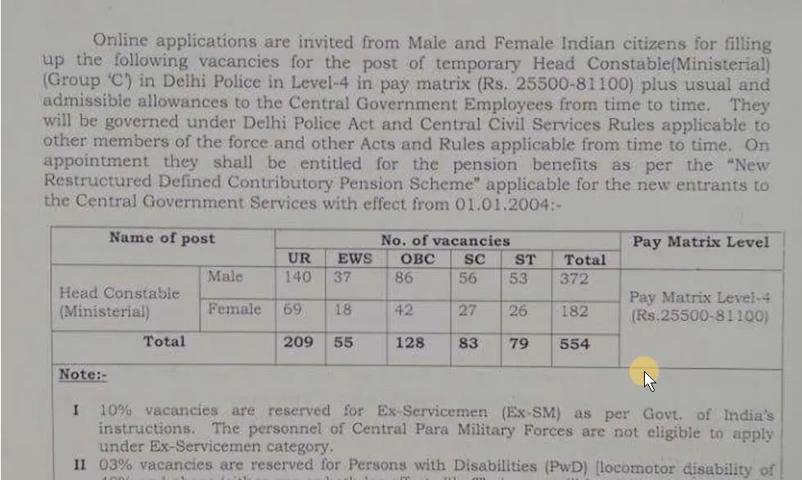 Online applications are invited from Male and Female Indian citizens for filling
up the following vacancies for the post of temporary Head Constable(Ministerial)
(Group 'C') in Delhi Police in Level-4 in pay matrix (Rs. 25500-81100) plus usual and
admissible allowances to the Central Government Employees from time to time. They
will be governed under Delhi Police Act and Central Civil Services Rules applicable to
other members of the force and other Acts and Rules applicable from time to time. On
appointment they shall be entitled for the pension benefits as per the "New
Restructured Defined Contributory Pension Scheme" applicable for the new entrants to
the Central Government Services with effect from 01.01.2004:-
Name of post No. of vacancies Pay Matrix Level
UR EWS OBC SC ST Total
Head Constable (Ministerial) Male 140 37 86 56 53 372 Pay Matrix Level-4
Female 69 18 42 27 26 182 (Rs.25500-81100)
Total 209 55 128 83 79 554
Note:-
I 10% vacancies are reserved for Ex-Servicemen (Ex-SM) as per Govt. of India's
instructions. The personnel of Central Para Military Forces are not eligible to apply
under Ex-Servicemen category.
II 03% vacancies are reserved for Persons with Disabilities (PwD) [locomotor disability of